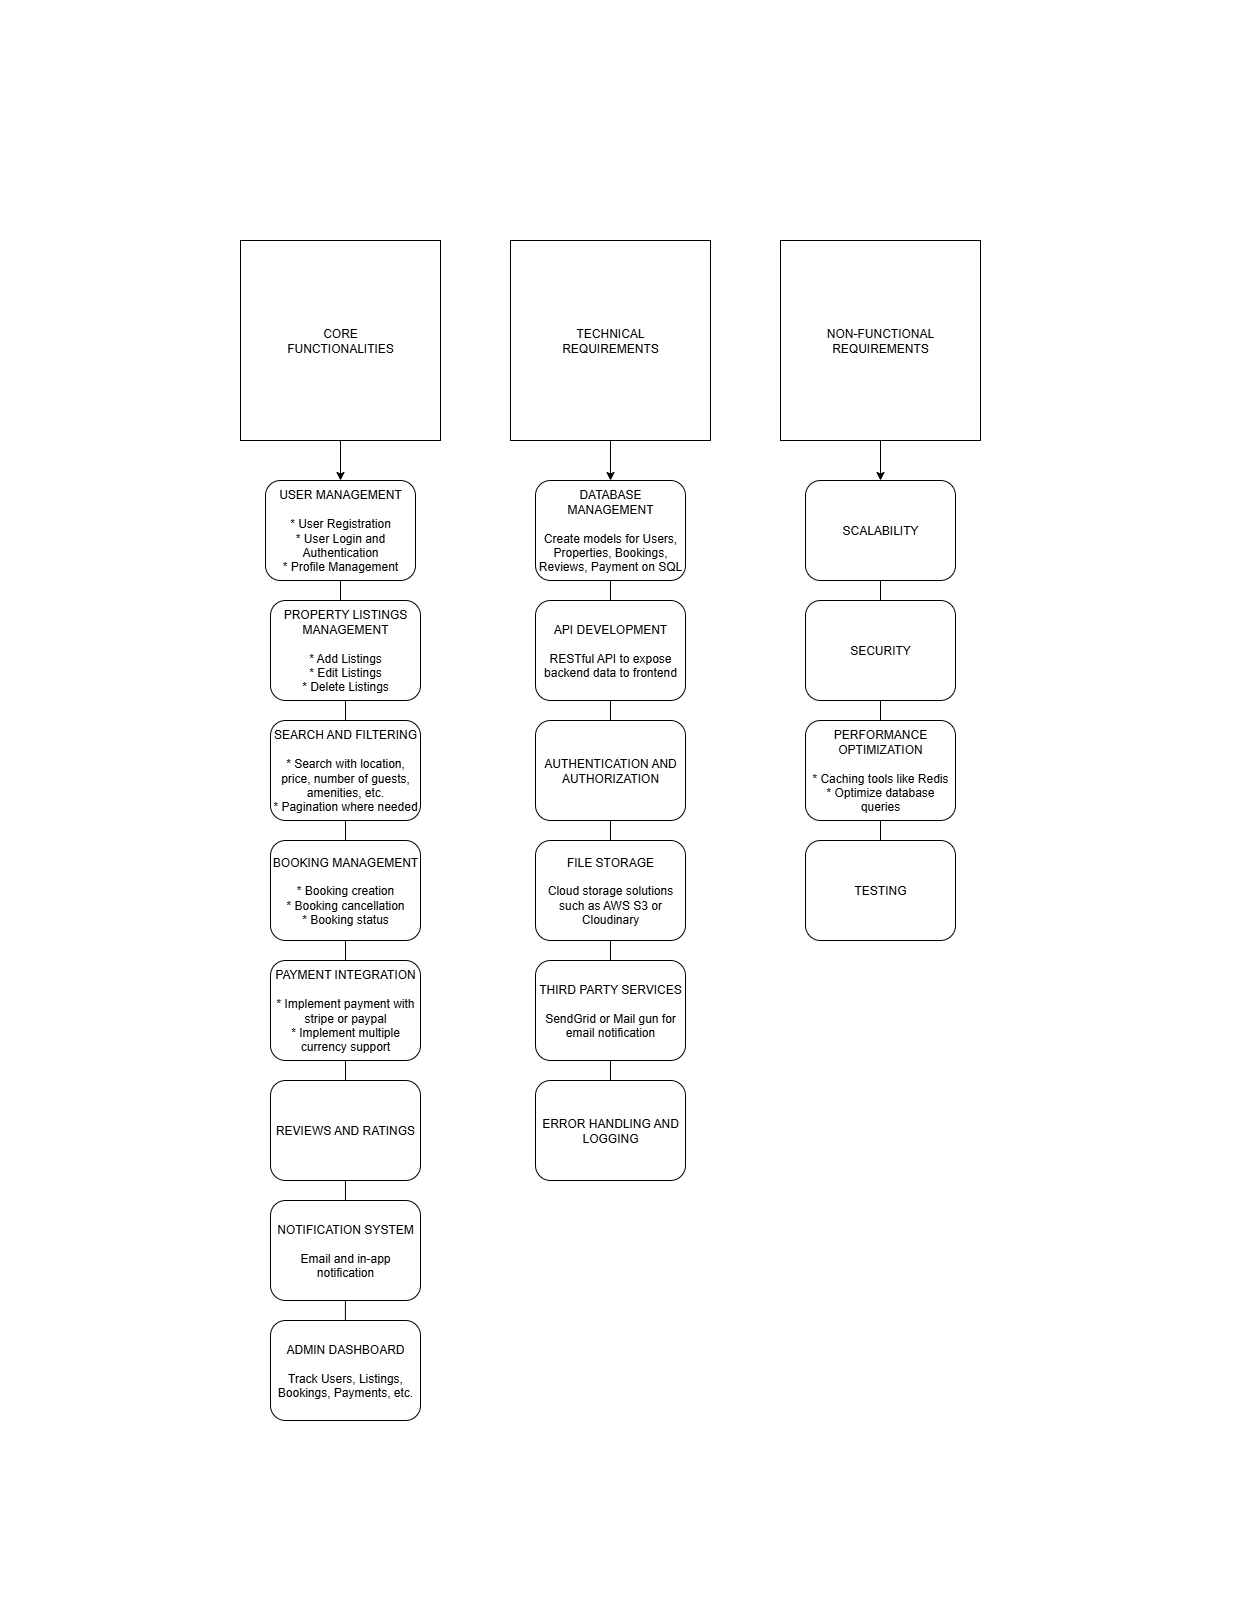 CORE
FUNCTIONALITIES
USER MANAGEMENT
* User Registration
* User Login and
Authentication
* Profile Management
PROPERTY LISTINGS
MANAGEMENT
* Add Listings
* Edit Listings
* Delete Listings
SEARCH AND FILTERING
* Search with location,
price, number of guests,
amenities, etc.
* Pagination where needed
BOOKING MANAGEMENT
* Booking creation
* Booking cancellation
* Booking status
PAYMENT INTEGRATION
* Implement payment with
stripe or paypal
* Implement multiple
currency support
REVIEWS AND RATINGS
NOTIFICATION SYSTEM
Email and in-app
notification
ADMIN DASHBOARD
Track Users, Listings,
Bookings, Payments, etc.
TECHNICAL
REQUIREMENTS
DATABASE
MANAGEMENT
Create models for Users,
Properties, Bookings,
Reviews, Payment on SQL
API DEVELOPMENT
RESTful API to expose
backend data to frontend
AUTHENTICATION AND
AUTHORIZATION
FILE STORAGE
Cloud storage solutions
such as AWS S3 or
Cloudinary
THIRD PARTY SERVICES
SendGrid or Mail gun for
email notification
ERROR HANDLING AND
LOGGING
NON-FUNCTIONAL
REQUIREMENTS
SCALABILITY
SECURITY
PERFORMANCE
OPTIMIZATION
* Caching tools like Redis
* Optimize database
queries
TESTING